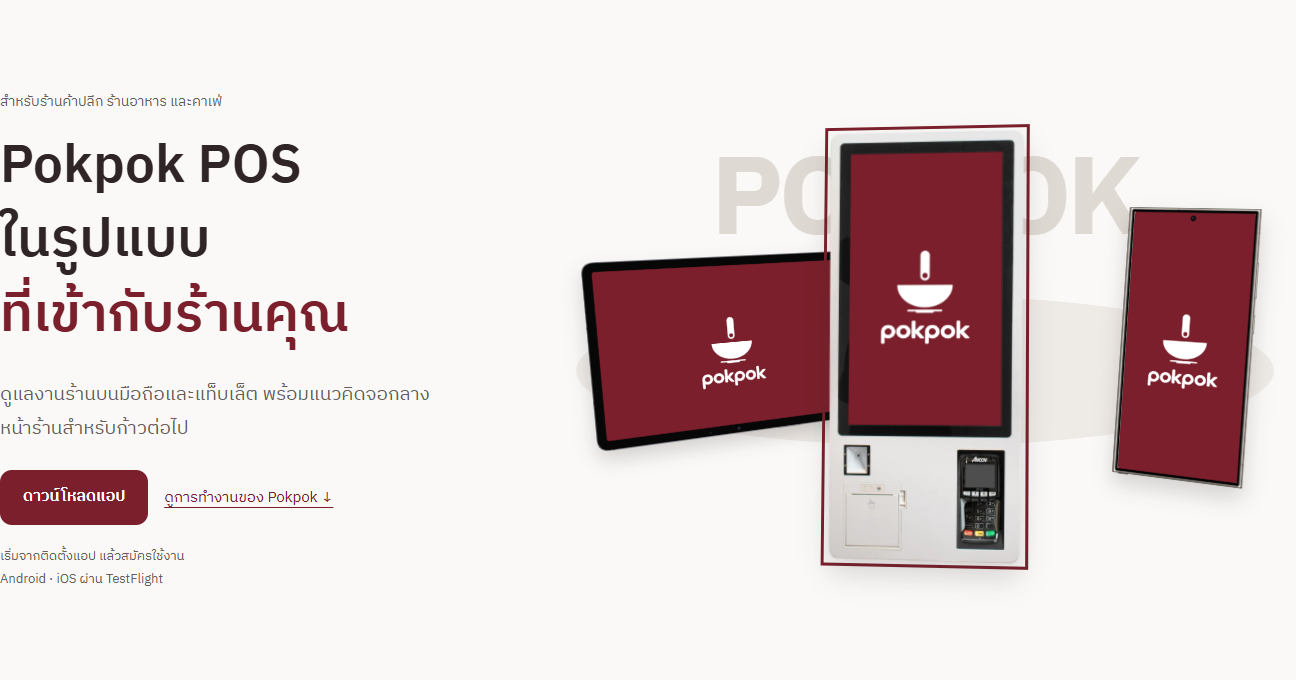 สำหรับร้านค้าปลีก ร้านอาหาร และคาเฟ่
Pokpok POS
ในรูปแบบ
ที่เข้ากับร้านคุณ
ดูแลงานร้านบนมือถือและแท็บเล็ต พร้อมแนวคิดจอกลาง
หน้าร้านสำหรับก้าวต่อไป
ดาวน์โหลดแอป
ดูการทำงานของ Pokpok ↓
เริ่มจากติดตั้งแอป แล้วสมัครใช้งาน
Android · iOS ผ่าน TestFlight
pokpok
pokpok
pokpok